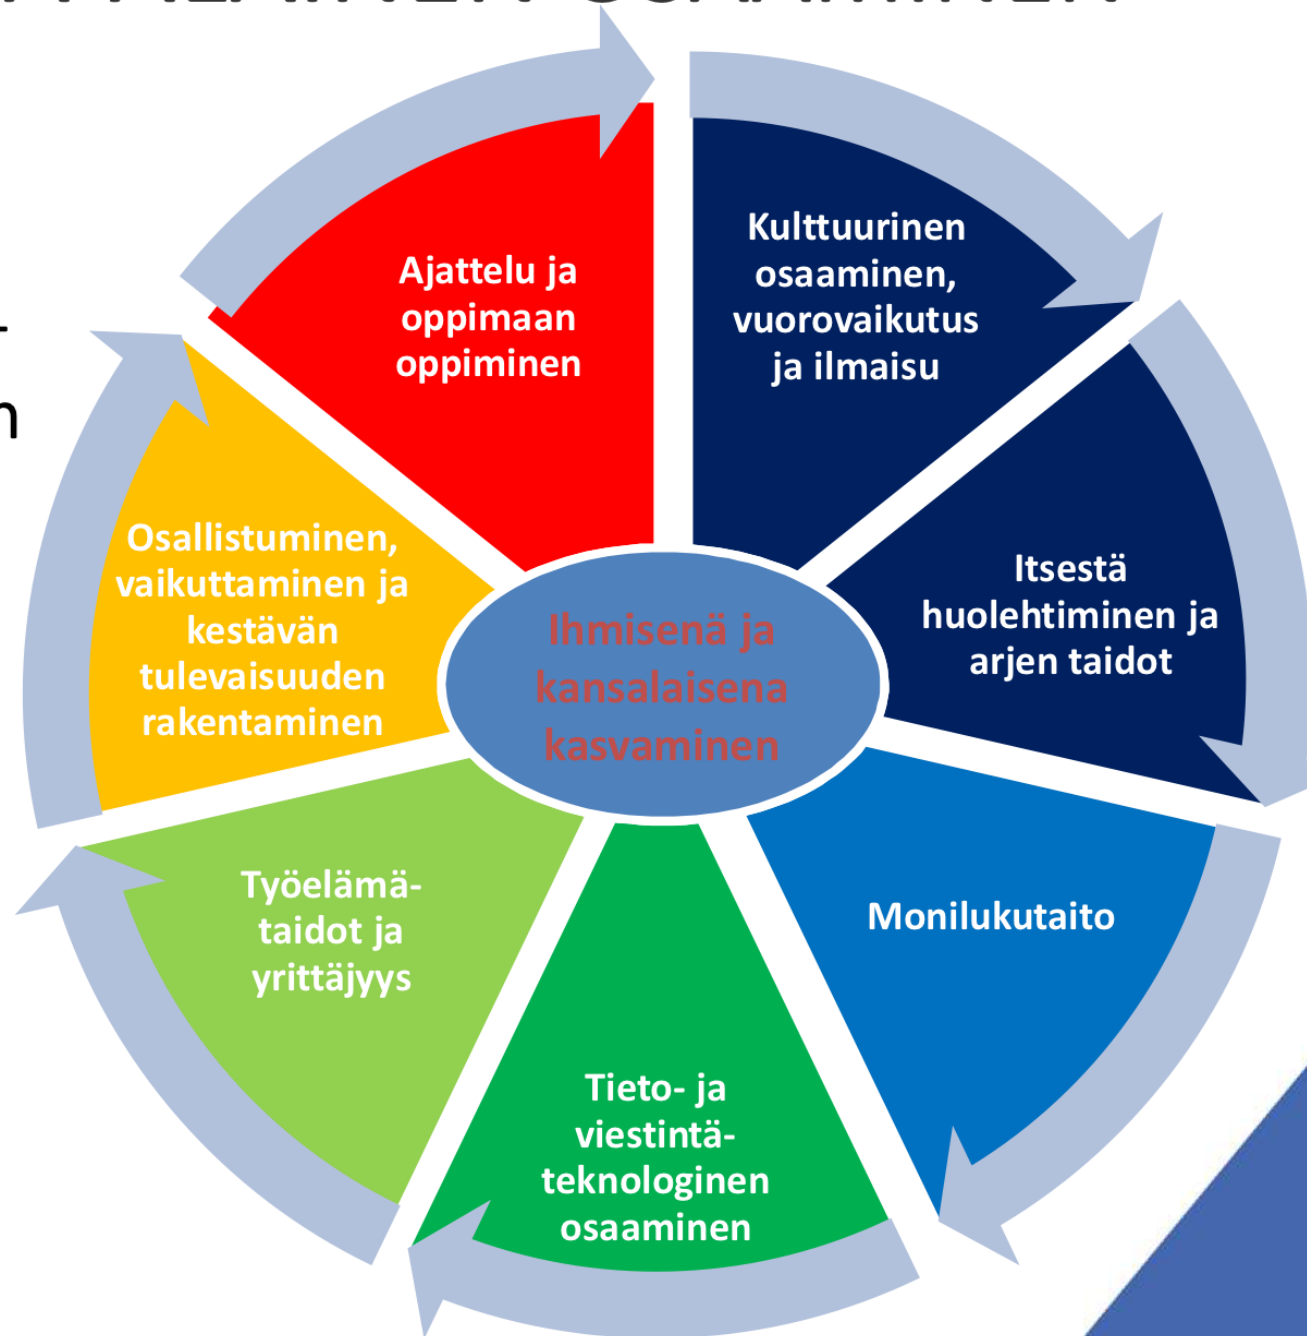 OSAAMINEN
Kulttuurinen
osaaminen,
vuorovaikutus
ja ilmaisu
Itsestä
huolehtiminen ja
arjen taidot
Monilukutaito
Tieto- ja
viestintä-
teknologinen
osaaminen
Työelämä-
taidot ja
yrittäjyys
Osallistuminen,
vaikuttaminen ja
kestävän
tulevaisuuden
rakentaminen
Ajattelu ja
oppimaan
oppiminen
Ihmisenä ja
kansalaisena
kasvaminen